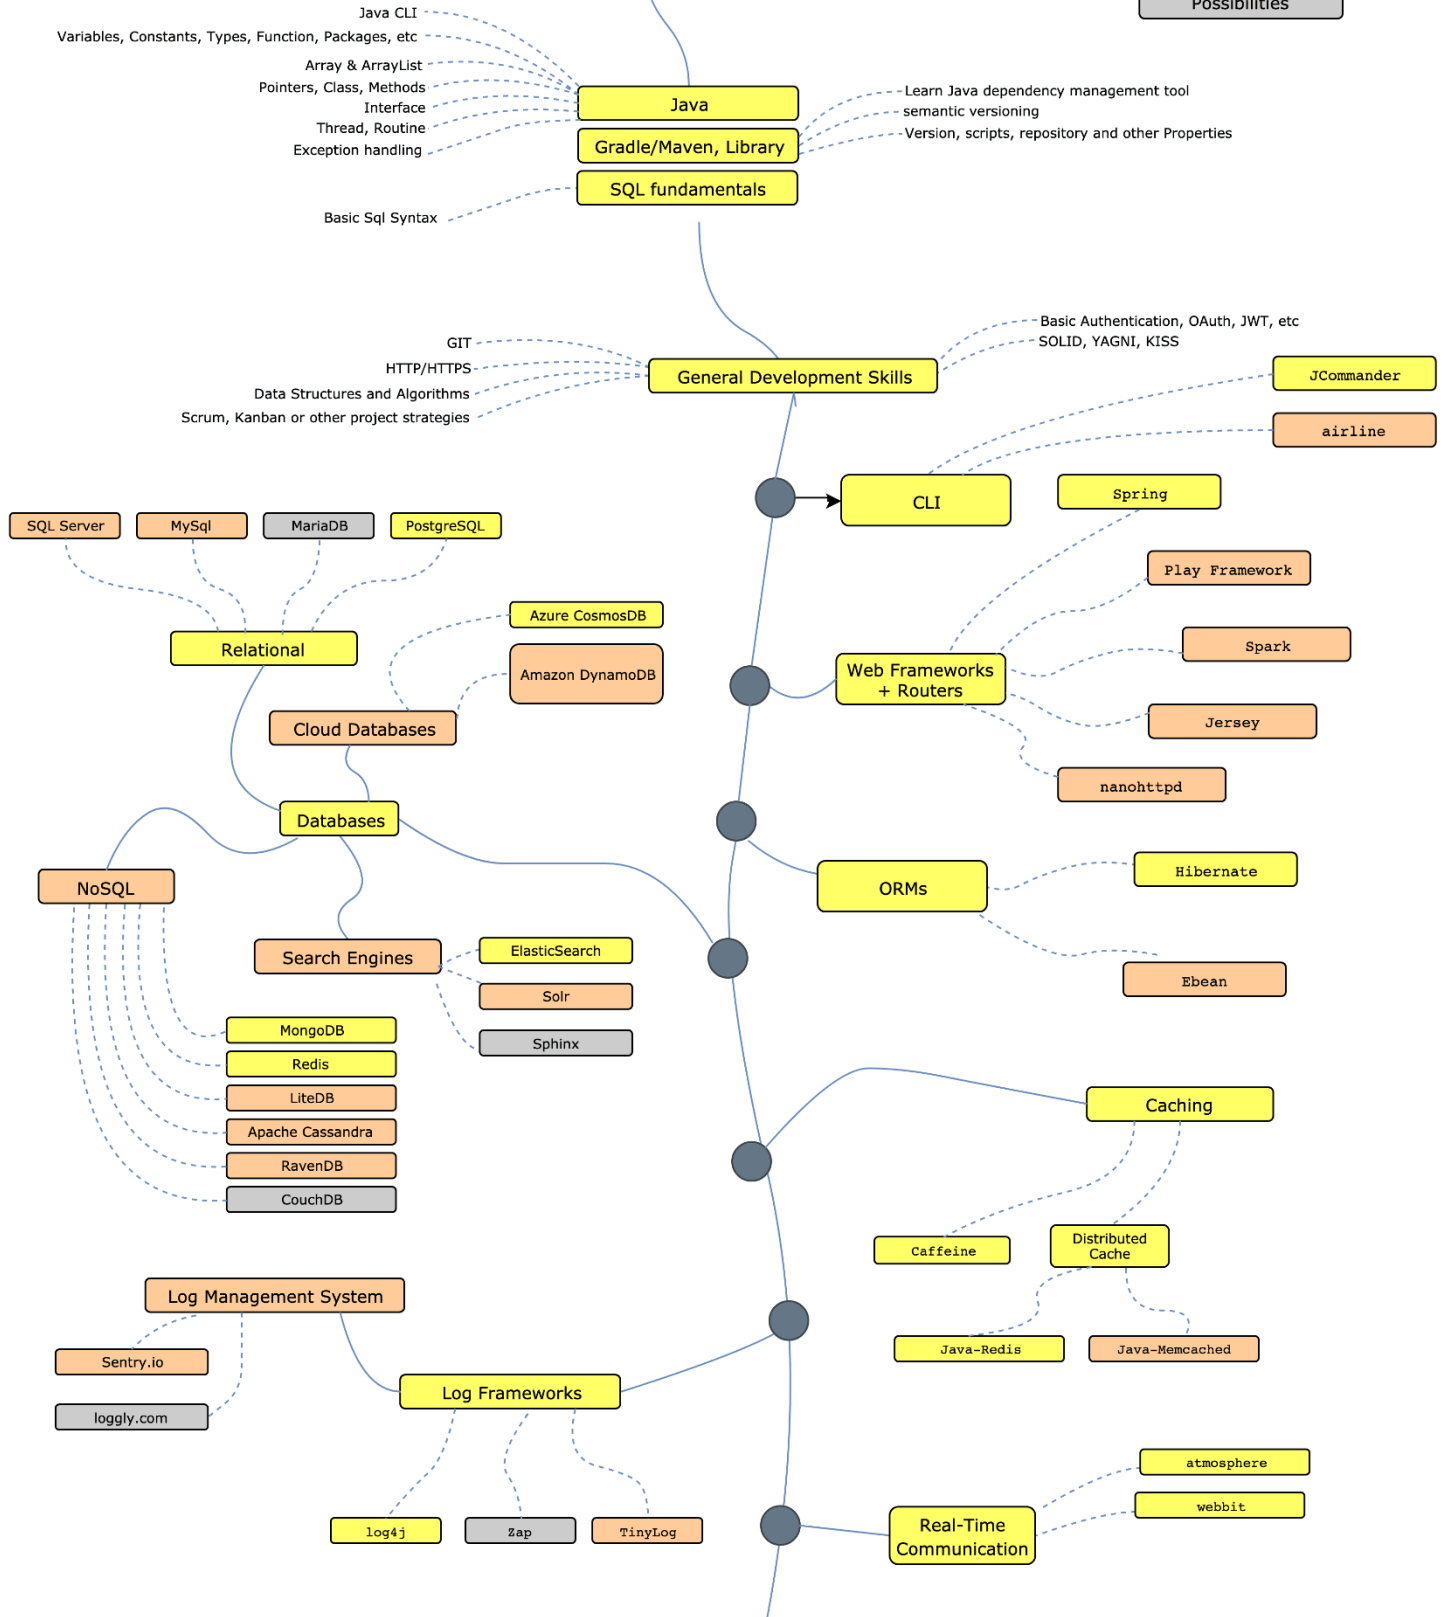 Possibilities
Java CLI
Variables, Constants, Types, Function, Packages, etc
Array & ArrayList
Pointers, Class, Methods
Interface
Thread, Routine
Exception handling
Java
Gradle/Maven, Library
SQL fundamentals
Learn Java dependency management tool
semantic versioning
Version, scripts, repository and other Properties
Basic Sql Syntax
GIT
HTTP/HTTPS
Data Structures and Algorithms
Scrum, Kanban or other project strategies
General Development Skills
Basic Authentication, OAuth, JWT, etc
SOLID, YAGNI, KISS
JCommander
airline
CLI
Spring
Play Framework
Spark
Web Frameworks
+ Routers
Jersey
nanohttpd
SQL Server
MySql
MariaDB
PostgreSQL
Relational
Azure CosmosDB
Amazon DynamoDB
Cloud Databases
Databases
NoSQL
Search Engines
ElasticSearch
Solr
Sphinx
MongoDB
Redis
LiteDB
Apache Cassandra
RavenDB
CouchDB
ORMs
Hibernate
Ebean
Caching
Caffeine
Distributed
Cache
Java-Redis
Java-Memcached
Log Management System
Sentry.io
loggly.com
Log Frameworks
log4j
Zap
TinyLog
Real-Time
Communication
atmosphere
webbit